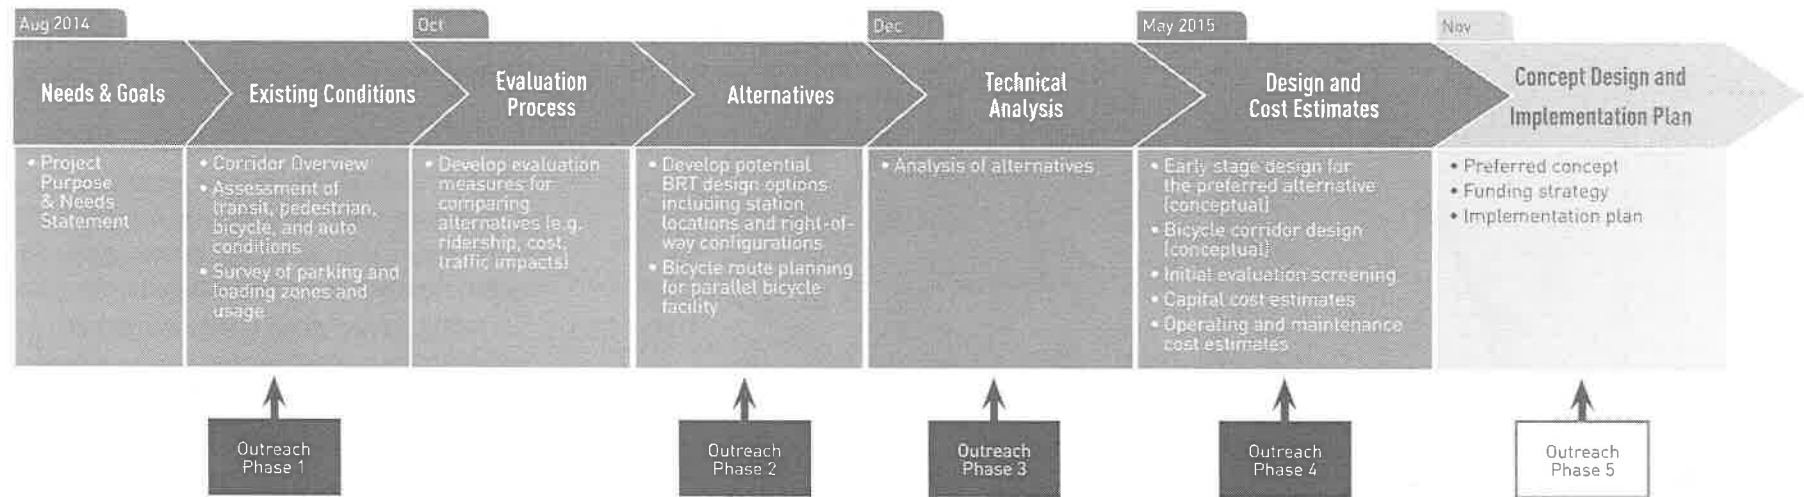 Aug 2014
Oct
Dec
May 2015
Nov
Needs & Goals
Existing Conditions
Evaluation
Process
Alternatives
Technical
Analysis
Design and
Cost Estimates
Concept Design and
Implementation Plan
• Project
Purpose
& Needs
Statement
• Corridor Overview
• Assessment of
transit, pedestrian,
bicycle, and auto
conditions
• Survey of parking and
loading zones and
usage
• Develop evaluation
measures for
comparing
alternatives (e.g.
ridership, cost,
traffic impacts)
• Develop potential
BRT design options
including station
locations and right-of-
way configurations
• Bicycle route planning
for parallel bicycle
facility
• Analysis of alternatives
• Early stage design for
the preferred alternative
(conceptual)
• Bicycle corridor design
(conceptual)
• Initial evaluation screening
• Capital cost estimates
• Operating and maintenance
cost estimates
• Preferred concept
• Funding strategy
• Implementation plan
Outreach
Phase 1
Outreach
Phase 2
Outreach
Phase 3
Outreach
Phase 4
Outreach
Phase 5